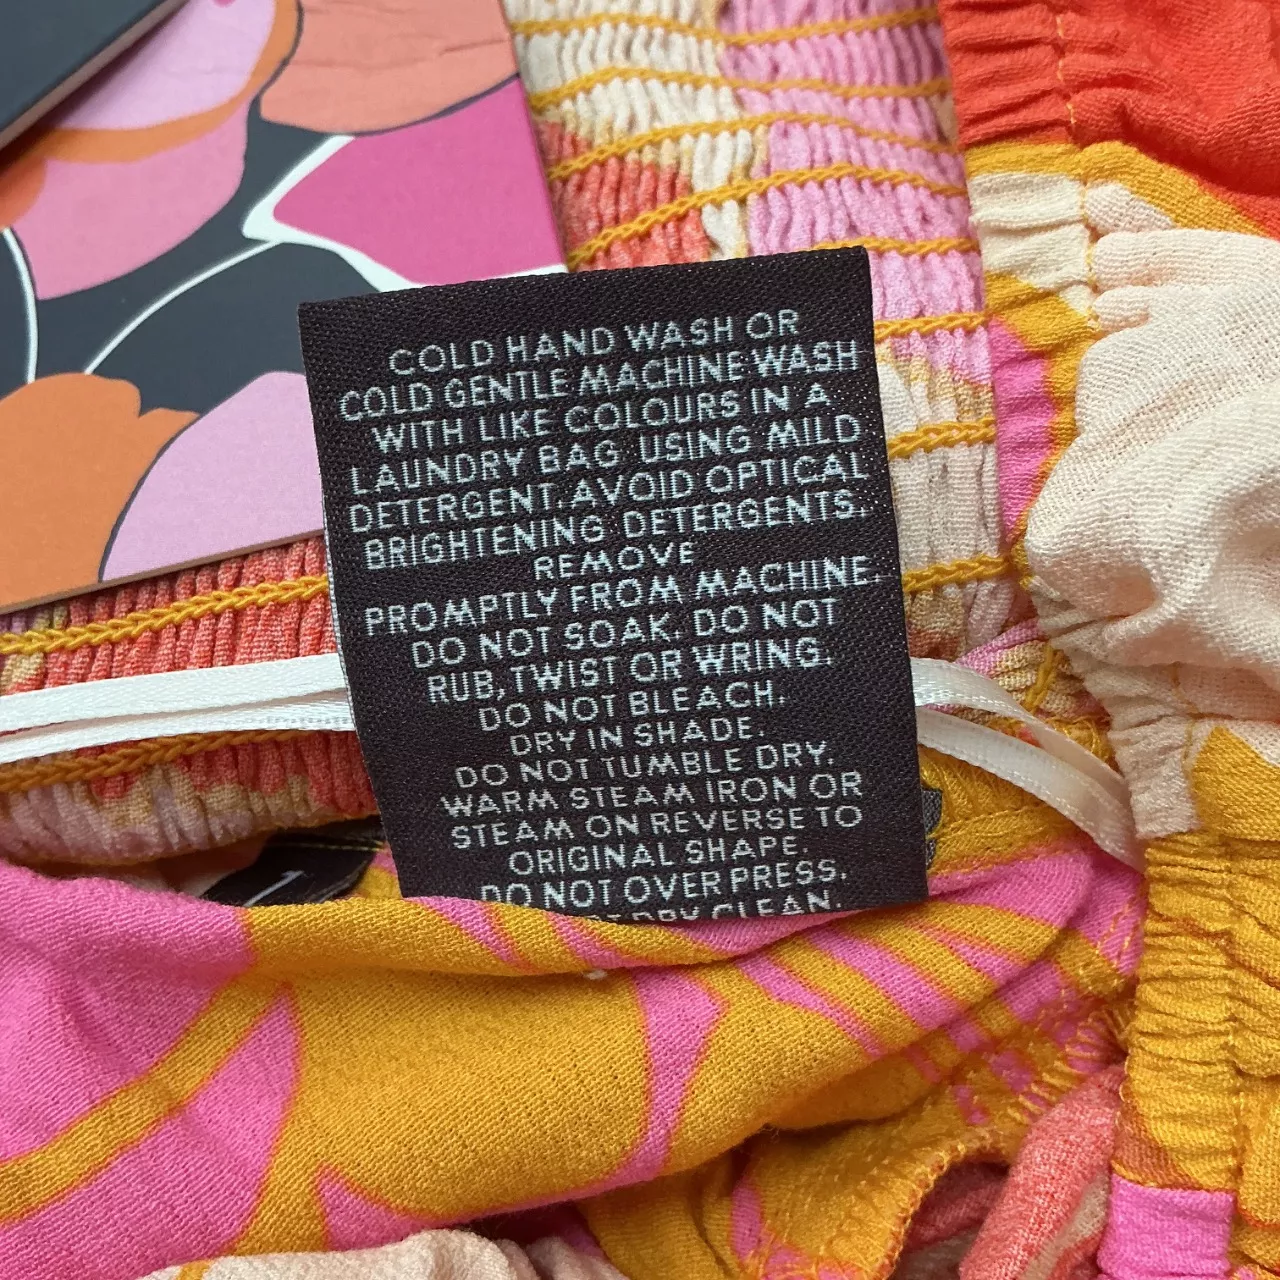 COLD HAND WASH OR
COLD GENTLE MACHINE WASH
WITH LIKE COLOURS IN A
LAUNDRY BAG USING MILD
DETERGENT. AVOID OPTICAL
BRIGHTENING DETERGENTS.
REMOVE
PROMPTLY FROM MACHINE.
DO NOT SOAK. DO NOT
RUB, TWIST OR WRING.
DO NOT BLEACH.
DRY IN SHADE.
DO NOT TUMBLE DRY.
WARM STEAM IRON OR
STEAM ON REVERSE TO
ORIGINAL SHAPE.
DO NOT OVER PRESS.
DRY CLEAN.